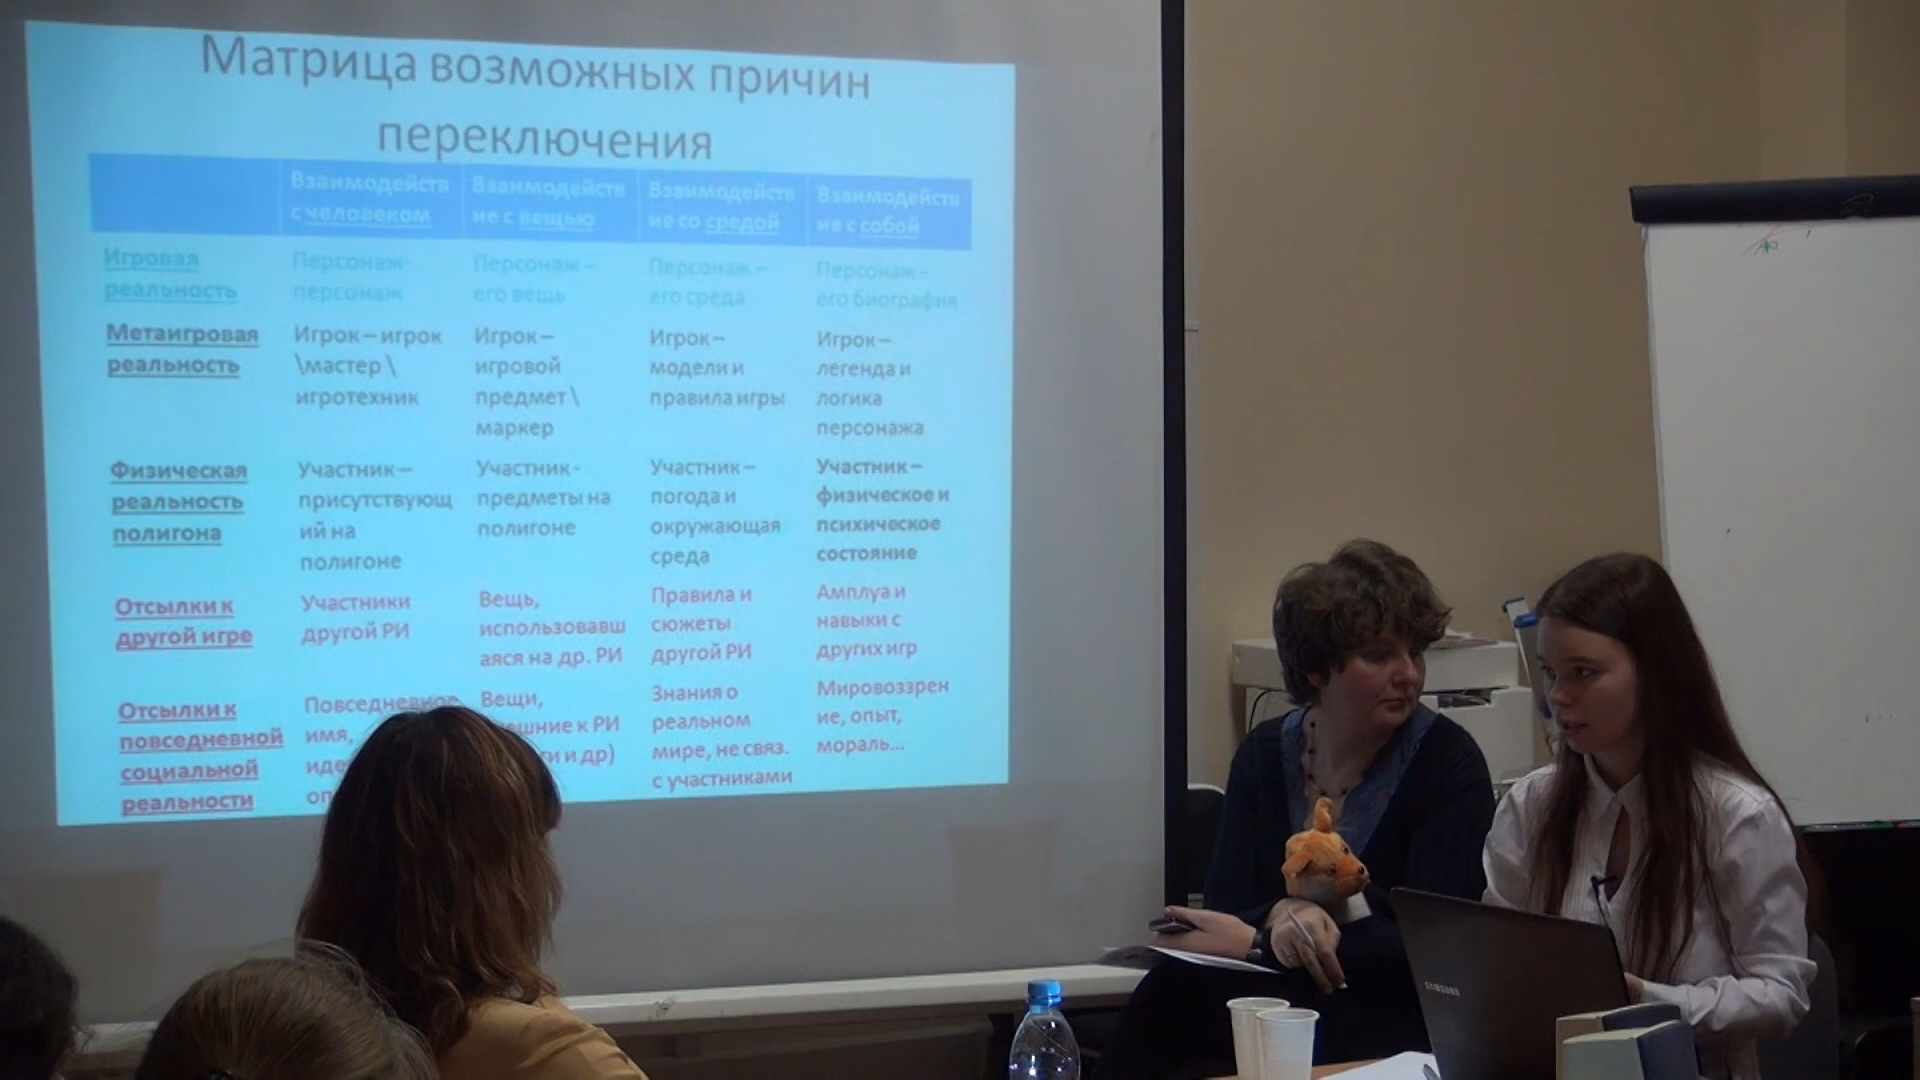 Матрица возможных причин
переключения
Взаимодейств
с человеком
Взаимодейств
ие с вещью
Взаимодейств
ие со средой
Взаимодейств
ие с собой
Игровая
реальность
Персонаж-
персонаж
Персонаж –
его вещь
Персонаж –
его среда
Персонаж –
его биография
Метаигровая
реальность
Игрок – игрок
\мастер \
игротехник
Игрок –
игровой
предмет \
маркер
Игрок –
модели и
правила игры
Игрок –
легенда и
логика
персонажа
Физическая
реальность
полигона
Участник –
присутствующ
ий на
полигоне
Участник -
предметы на
полигоне
Участник –
погода и
окружающая
среда
Участник –
физическое и
психическое
состояние
Отсылки к
другой игре
Участники
другой РИ
Вещь,
использовавш
аяся на др. РИ
Правила и
сюжеты
другой РИ
Амплуа и
навыки с
других игр
Отсылки к
повседневной
социальной
реальности
Повседневное
имя,
Вещи,
к РИ
и др)
Знания о
реальном
мире, не связ.
с участниками
Мировоззрен
ие, опыт,
мораль...
SAMSUNG